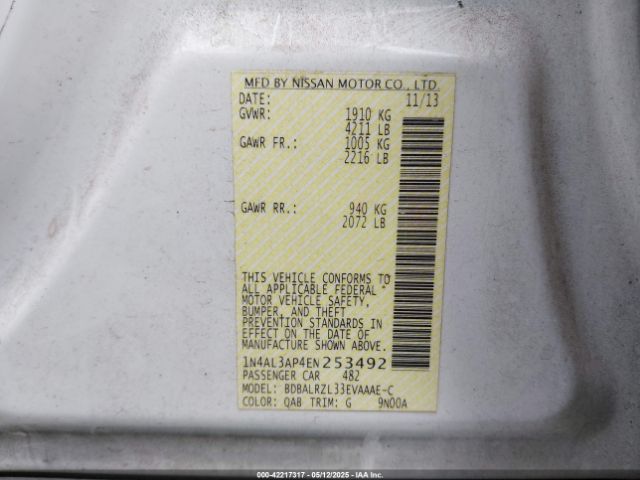 MFD BY NISSAN MOTOR CO., LTD.
DATE: 11/13
GVWR: 1910 KG
4211 LB
GAWR FR.: 1005 KG
2216 LB
GAWR RR.: 940 KG
2072 LB
THIS VEHICLE CONFORMS TO
ALL APPLICABLE FEDERAL
MOTOR VEHICLE SAFETY,
BUMPER, AND THEFT
PREVENTION STANDARDS IN
EFFECT ON THE DATE OF
MANUFACTURE SHOWN ABOVE.
1N4AL3AP4EN253492
PASSENGER CAR 482
MODEL: BDBALRZL33EVAAAE-C
COLOR: QAB TRIM: G 9N00A
000-42217317 - 05/12/2025 - IAA Inc.